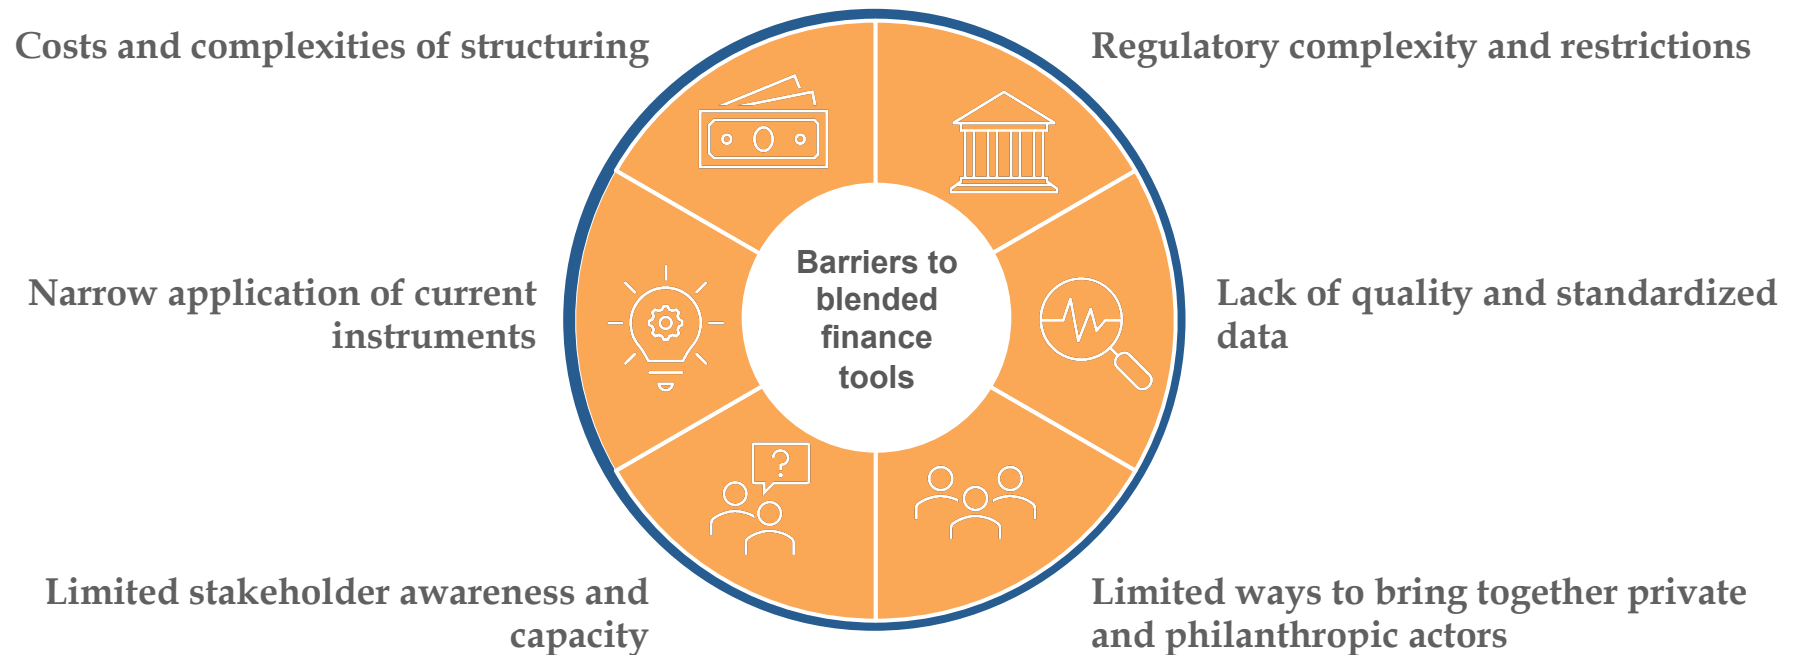 Costs and complexities of structuring
Regulatory complexity and restrictions
Barriers to
blended
finance
tools
Narrow application of current
instruments
Lack of quality and standardized
data
?
Limited stakeholder awareness and
capacity
Limited ways to bring together private
and philanthropic actors